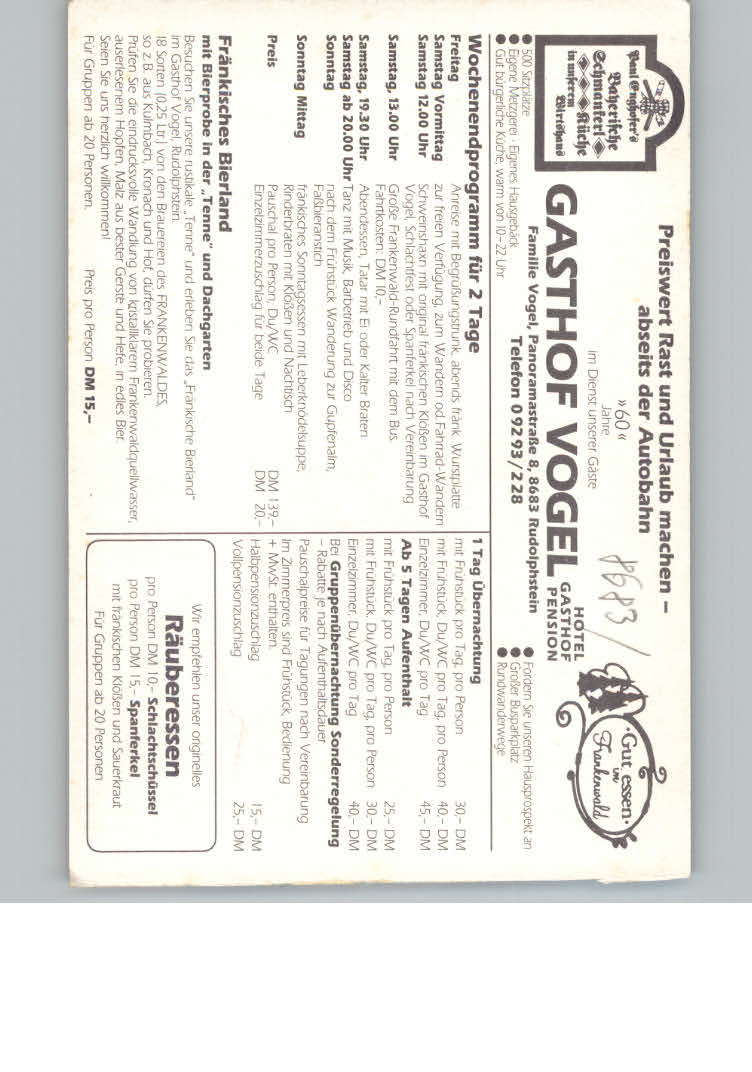 Preiswert Rast und Urlaub machen –
abseits der Autobahn
»60«
Jahre
im Dienst unserer Gäste
Paul Enghofer's
Bayerische
Schmankerl
Küche
in unserem
Wirtshaus
8683/
GASTHOF VOGEL
HOTEL
GASTHOF
PENSION
·Gut essen·
im
Frankenwald
Familie Vogel, Panoramastraße 8, 8683 Rudolphstein
Telefon 0 92 93 / 2 28
● 500 Sitzplätze
● Eigene Metzgerei · Eigenes Hausgebäck
● Gut bürgerliche Küche, warm von 10–22 Uhr
● Fordern Sie unseren Hausprospekt an
● Großer Busparkplatz
● Rundwanderwege
Wochenendprogramm für 2 Tage
Freitag Anreise mit Begrüßungstrunk, abends fränk. Wurstplatte
Samstag Vormittag zur freien Verfügung, zum Wandern od. Fahrrad-Wandern
Samstag 12.00 Uhr Schweinshaxn mit original fränkischen Klößen im Gasthof
Vogel, Schlachtfest oder Spanferkel nach Vereinbarung
Samstag, 13.00 Uhr Große Frankenwald-Rundfahrt mit dem Bus.
Fahrtkosten: DM 10,–
Samstag, 19.30 Uhr Abendessen, Tatar mit Ei oder Kalter Braten
Samstag ab 20.00 Uhr Tanz mit Musik, Barbetrieb und Disco
Sonntag nach dem Frühstück Wanderung zur Gupfenalm,
Faßbieranstich
Sonntag Mittag fränkisches Sonntagsessen mit Leberknödelsuppe,
Rinderbraten mit Klößen und Nachtisch
Preis Pauschal pro Person, Du/WC DM 139,–
Einzelzimmerzuschlag für beide Tage DM 20,–
Fränkisches Bierland
mit Bierprobe in der „Tenne" und Dachgarten
Besuchen Sie unsere rustikale „Tenne" und erleben Sie das „Fränkische Bierland"
im Gasthof Vogel, Rudolphstein.
18 Sorten (0,25 Ltr.) von den Brauereien des FRANKENWALDES,
so z.B. aus Kulmbach, Kronach und Hof, dürfen Sie probieren.
Prüfen Sie die eindrucksvolle Wandlung von kristallklarem Frankenwaldquellwasser,
auserlesenem Hopfen, Malz aus bester Gerste und Hefe, in edles Bier.
Seien Sie uns herzlich willkommen!
Für Gruppen ab 20 Personen. Preis pro Person DM 15,–
1 Tag Übernachtung
mit Frühstück pro Tag, pro Person 30,– DM
mit Frühstück, Du/WC pro Tag, pro Person 40,– DM
Einzelzimmer, Du/WC pro Tag 45,– DM
Ab 5 Tagen Aufenthalt
mit Frühstück pro Tag, pro Person 25,– DM
mit Frühstück, Du/WC pro Tag, pro Person 30,– DM
Einzelzimmer, Du/WC pro Tag 40,– DM
Bei Gruppenübernachtung Sonderregelung
– Rabatte je nach Aufenthaltsdauer
Pauschalpreise für Tagungen nach Vereinbarung
Im Zimmerpreis sind Frühstück, Bedienung
+ MwSt. enthalten.
Halbpensionzuschlag 15,– DM
Vollpensionzuschlag 25,– DM
Wir empfehlen unser originelles
Räuberessen
pro Person DM 10,– Schlachtschüssel
pro Person DM 15,– Spanferkel
mit fränkischen Klößen und Sauerkraut
Für Gruppen ab 20 Personen